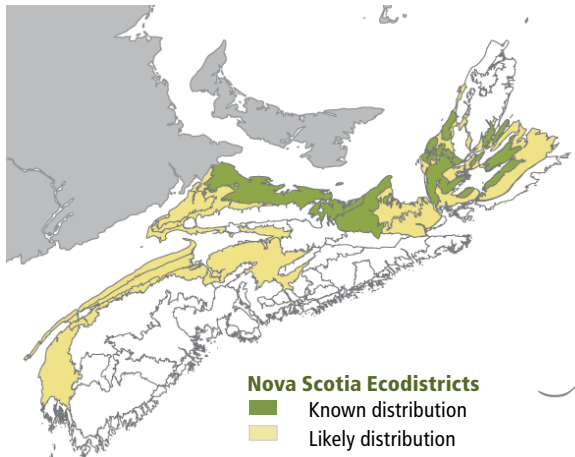 Nova Scotia Ecodistricts
Known distribution
Likely distribution